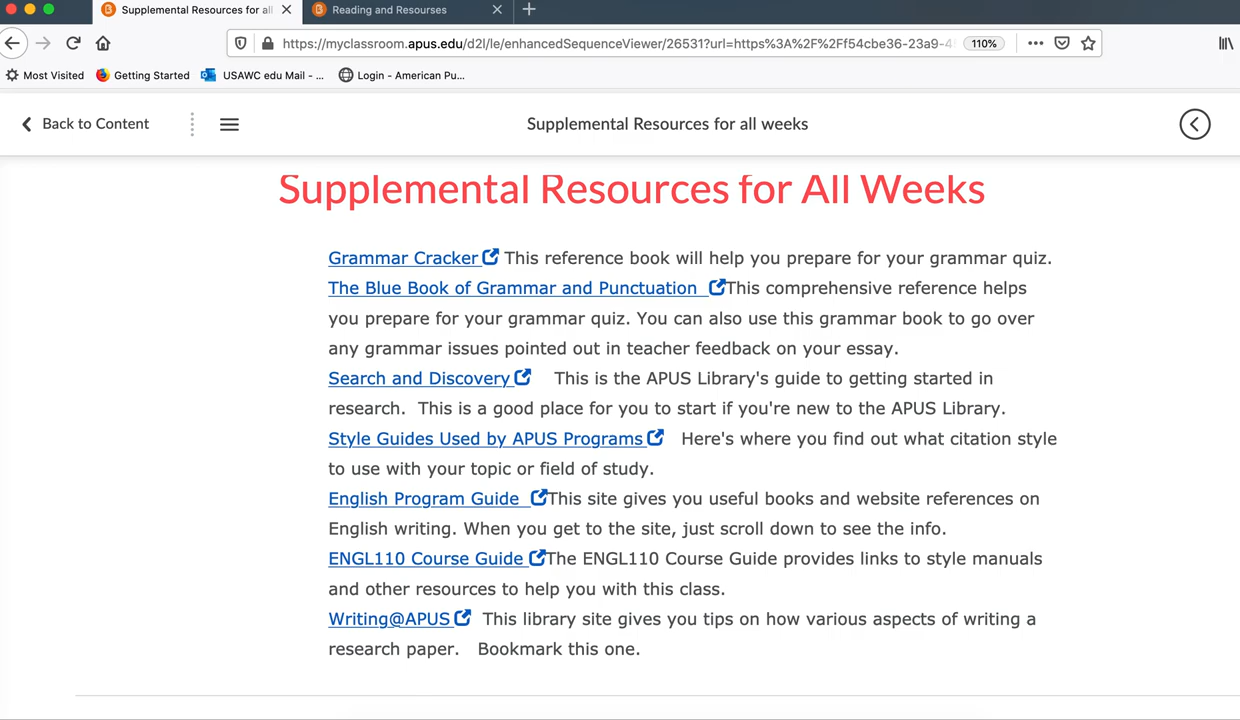 Supplemental Resources for all
Reading and Resourses
https://myclassroom.apus.edu/d2l/le/enhancedSequenceViewer/26531?url=https%3A%2F%2Ff54cbe36-23a9-4
110%
Most Visited
Getting Started
USAWC edu Mail - ...
Login - American Pu...
Back to Content
Supplemental Resources for all weeks
Supplemental Resources for All Weeks
Grammar Cracker This reference book will help you prepare for your grammar quiz.
The Blue Book of Grammar and Punctuation This comprehensive reference helps
you prepare for your grammar quiz. You can also use this grammar book to go over
any grammar issues pointed out in teacher feedback on your essay.
Search and Discovery This is the APUS Library's guide to getting started in
research. This is a good place for you to start if you're new to the APUS Library.
Style Guides Used by APUS Programs Here's where you find out what citation style
to use with your topic or field of study.
English Program Guide This site gives you useful books and website references on
English writing. When you get to the site, just scroll down to see the info.
ENGL110 Course Guide The ENGL110 Course Guide provides links to style manuals
and other resources to help you with this class.
Writing@APUS This library site gives you tips on how various aspects of writing a
research paper. Bookmark this one.